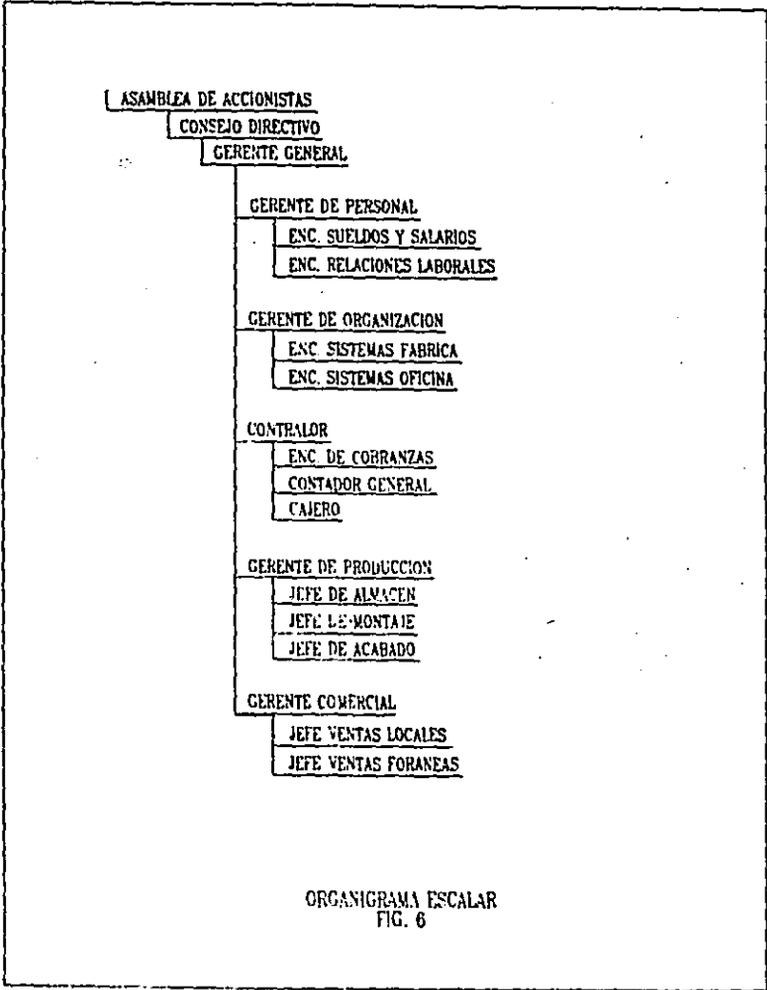 ASAMBLEA DE ACCIONISTAS
CONSEJO DIRECTIVO
GERENTE GENERAL
GERENTE DE PERSONAL
ENC. SUELDOS Y SALARIOS
ENC. RELACIONES LABORALES
GERENTE DE ORGANIZACION
ENC. SISTEMAS FABRICA
ENC. SISTEMAS OFICINA
CONTRALOR
ENC. DE COBRANZAS
CONTADOR GENERAL
CAJERO
GERENTE DE PRODUCCION
JEFE DE ALMACEN
JEFE DE MONTAJE
JEFE DE ACABADO
GERENTE COMERCIAL
JEFE VENTAS LOCALES
JEFE VENTAS FORANEAS
ORGANIGRAMA ESCALAR
FIG. 6